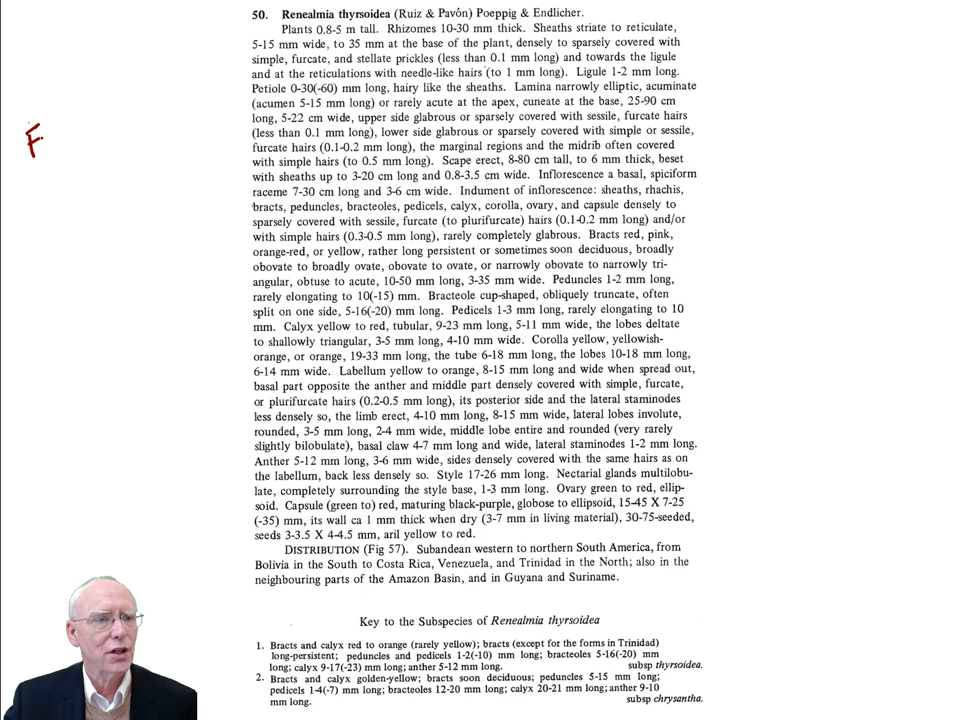 50. Renealmia thyrsoidea (Ruiz & Pavón) Poeppig & Endlicher.
Plants 0.8-5 m tall. Rhizomes 10-30 mm thick. Sheaths striate to reticulate,
5-15 mm wide, to 35 mm at the base of the plant, densely to sparsely covered with
simple, furcate, and stellate prickles (less than 0.1 mm long) and towards the ligule
and at the reticulations with needle-like hairs (to 1 mm long). Ligule 1-2 mm long.
Petiole 0-30(-60) mm long, hairy like the sheaths. Lamina narrowly elliptic, acuminate
(acumen 5-15 mm long) or rarely acute at the apex, cuneate at the base, 25-90 cm
long, 5-22 cm wide, upper side glabrous or sparsely covered with sessile, furcate hairs
F
(less than 0.1 mm long), lower side glabrous or sparsely covered with simple or sessile,
furcate hairs (0.1-0.2 mm long), the marginal regions and the midrib often covered
with simple hairs (to 0.5 mm long). Scape erect, 8-80 cm tall, to 6 mm thick, beset
with sheaths up to 3-20 cm long and 0.8-3.5 cm wide. Inflorescence a basal, spiciform
raceme 7-30 cm long and 3-6 cm wide. Indument of inflorescence: sheaths, rhachis,
bracts, peduncles, bracteoles, pedicels, calyx, corolla, ovary, and capsule densely to
sparsely covered with sessile, furcate (to plurifurcate) hairs (0.1-0.2 mm long) and/or
with simple hairs (0.3-0.5 mm long), rarely completely glabrous. Bracts red, pink,
orange-red, or yellow, rather long persistent or sometimes soon deciduous, broadly
obovate to broadly ovate, obovate to ovate, or narrowly obovate to narrowly tri-
angular, obtuse to acute, 10-50 mm long, 3-35 mm wide. Peduncles 1-2 mm long,
rarely elongating to 10(-15) mm. Bracteole cup-shaped, obliquely truncate, often
split on one side, 5-16(-20) mm long. Pedicels 1-3 mm long, rarely elongating to 10
mm. Calyx yellow to red, tubular, 9-23 mm long, 5-11 mm wide, the lobes deltate
to shallowly triangular, 3-5 mm long, 4-10 mm wide. Corolla yellow, yellowish-
orange, or orange, 19-33 mm long, the tube 6-18 mm long, the lobes 10-18 mm long,
6-14 mm wide. Labellum yellow to orange, 8-15 mm long and wide when spread out,
basal part opposite the anther and middle part densely covered with simple, furcate,
or plurifurcate hairs (0.2-0.5 mm long), its posterior side and the lateral staminodes
less densely so, the limb erect, 4-10 mm long, 8-15 mm wide, lateral lobes involute,
rounded, 3-5 mm long, 2-4 mm wide, middle lobe entire and rounded (very rarely
slightly bilobulate), basal claw 4-7 mm long and wide, lateral staminodes 1-2 mm long.
Anther 5-12 mm long, 3-6 mm wide, sides densely covered with the same hairs as on
the labellum, back less densely so. Style 17-26 mm long. Nectarial glands multilobu-
late, completely surrounding the style base, 1-3 mm long. Ovary green to red, ellip-
soid. Capsule (green to) red, maturing black-purple, globose to ellipsoid, 15-45 X 7-25
(-35) mm, its wall ca 1 mm thick when dry (3-7 mm in living material), 30-75-seeded,
seeds 3-3.5 X 4-4.5 mm, aril yellow to red.
DISTRIBUTION (Fig 57). Subandean western to northern South America, from
Bolivia in the South to Costa Rica, Venezuela, and Trinidad in the North; also in the
neighbouring parts of the Amazon Basin, and in Guyana and Suriname.
Key to the Subspecies of Renealmia thyrsoidea
1. Bracts and calyx red to orange (rarely yellow); bracts (except for the forms in Trinidad)
long-persistent; peduncles and pedicels 1-2(-10) mm long; bracteoles 5-16(-20) mm
long; calyx 9-17(-23) mm long; anther 5-12 mm long. subsp thyrsoidea.
2. Bracts and calyx golden-yellow; bracts soon deciduous; peduncles 5-15 mm long;
pedicels 1-4(-7) mm long; bracteoles 12-20 mm long; calyx 20-21 mm long; anther 9-10
mm long. subsp chrysantha.